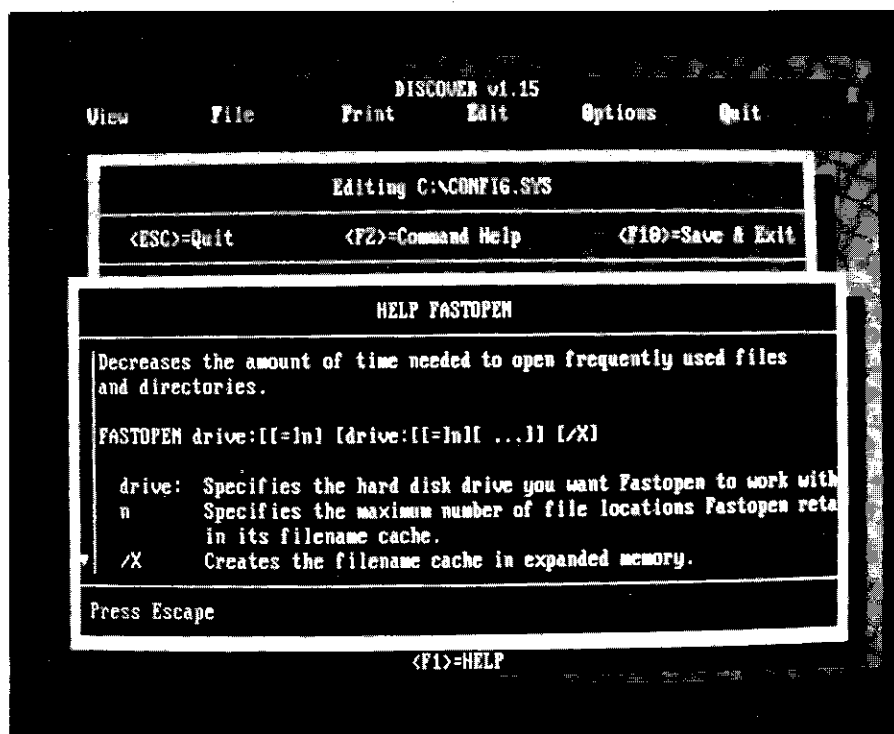 DISCOVER v1.15
View File Print Edit Options Quit
Editing C:\CONFIG.SYS
<ESC>=Quit <F2>=Command Help <F10>=Save & Exit
HELP FASTOPEN
Decreases the amount of time needed to open frequently used files
and directories.
FASTOPEN drive:[[=]n] [drive:[[=]n][ ...]] [/X]
drive: Specifies the hard disk drive you want Fastopen to work with
n Specifies the maximum number of file locations Fastopen reta
in its filename cache.
/X Creates the filename cache in expanded memory.
Press Escape
<F1>=HELP